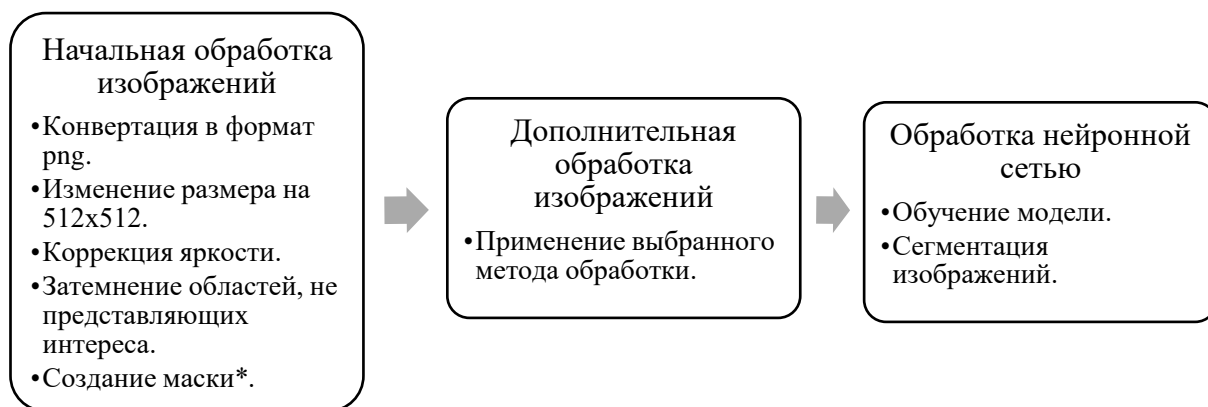 Начальная обработка
изображений
•Конвертация в формат
png.
•Изменение размера на
512x512.
•Коррекция яркости.
•Затемнение областей, не
представляющих
интереса.
•Создание маски*.
Дополнительная
обработка
изображений
•Применение выбранного
метода обработки.
Обработка нейронной
сетью
•Обучение модели.
•Сегментация
изображений.